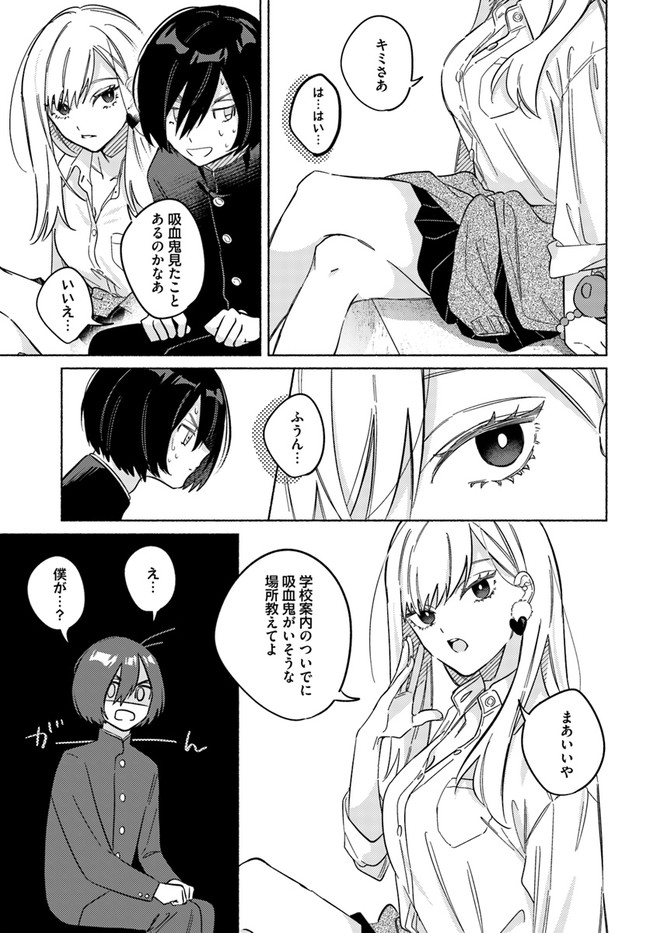 キミさあ
は…はい…
吸血鬼見たこと
あるのかなあ
いいえ…
ふうん…
まあいいや
学校案内のついでに
吸血鬼がいそうな
場所教えてよ
え…
僕が…？
がーん